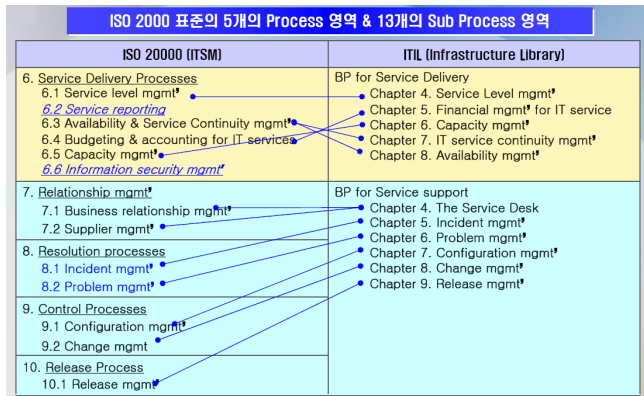 ISO 2000 표준의 5개의 Process 영역 & 13개의 Sub Process 영역
ISO 20000 (ITSM)
6. Service Delivery Processes
6.1 Service level mgmt'
6.2 Service reporting
6.3 Availability & Service Continuity mgmt'
6.4 Budgeting & accounting for IT services
6.5 Capacity mgmt'
6.6 Information security mgmt'
7. Relationship mgmt'
7.1 Business relationship mgmt'
7.2 Supplier mgmt'
8. Resolution processes
8.1 Incident mgmt'
8.2 Problem mgmt'
9. Control Processes
9.1 Configuration mgmt'
9.2 Change mgmt
10. Release Process
10.1 Release mgmt'
ITIL (Infrastructure Library)
BP for Service Delivery
Chapter 4. Service Level mgmt'
Chapter 5. Financial mgmt' for IT service
Chapter 6. Capacity mgmt'
Chapter 7. IT service continuity mgmt'
Chapter 8. Availability mgmt'
BP for Service support
Chapter 4. The Service Desk
Chapter 5. Incident mgmt'
Chapter 6. Problem mgmt'
Chapter 7. Configuration mgmt'
Chapter 8. Change mgmt'
Chapter 9. Release mgmt'